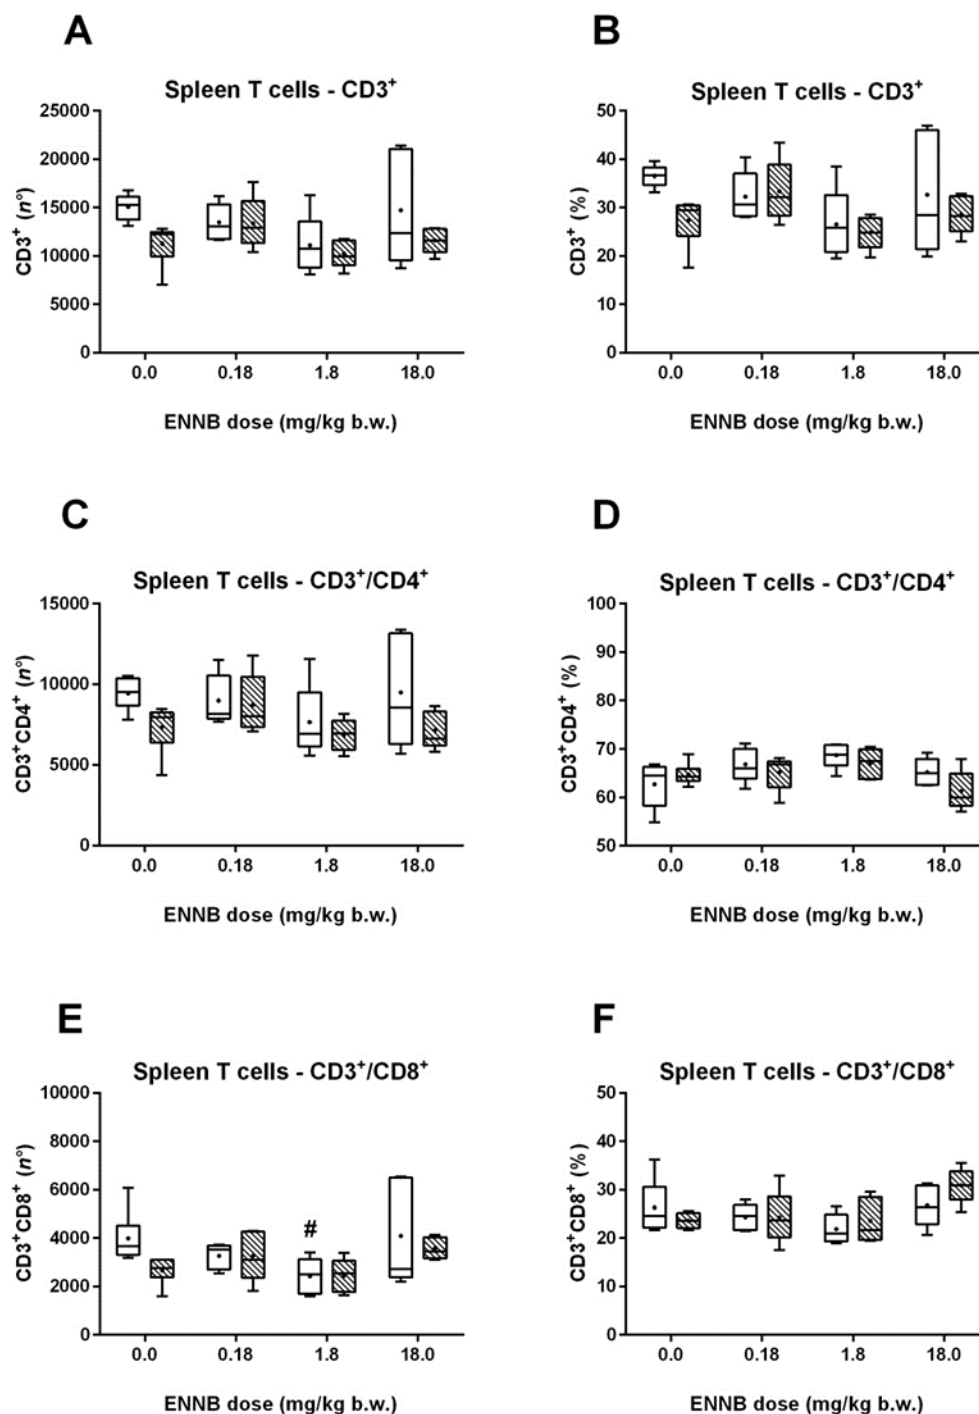 A
B
Spleen T cells - CD3⁺
Spleen T cells - CD3⁺
CD3⁺ (n°)
25000
20000
15000
10000
5000
0
0.0 0.18 1.8 18.0
ENNB dose (mg/kg b.w.)
CD3⁺ (%)
50
40
30
20
10
0
0.0 0.18 1.8 18.0
ENNB dose (mg/kg b.w.)
C
D
Spleen T cells - CD3⁺/CD4⁺
Spleen T cells - CD3⁺/CD4⁺
CD3⁺CD4⁺ (n°)
15000
10000
5000
0
0.0 0.18 1.8 18.0
ENNB dose (mg/kg b.w.)
CD3⁺CD4⁺ (%)
100
90
80
70
60
50
0.0 0.18 1.8 18.0
ENNB dose (mg/kg b.w.)
E
F
Spleen T cells - CD3⁺/CD8⁺
Spleen T cells - CD3⁺/CD8⁺
CD3⁺CD8⁺ (n°)
10000
8000
6000
4000
2000
0
#
0.0 0.18 1.8 18.0
ENNB dose (mg/kg b.w.)
CD3⁺CD8⁺ (%)
50
40
30
20
10
0
0.0 0.18 1.8 18.0
ENNB dose (mg/kg b.w.)